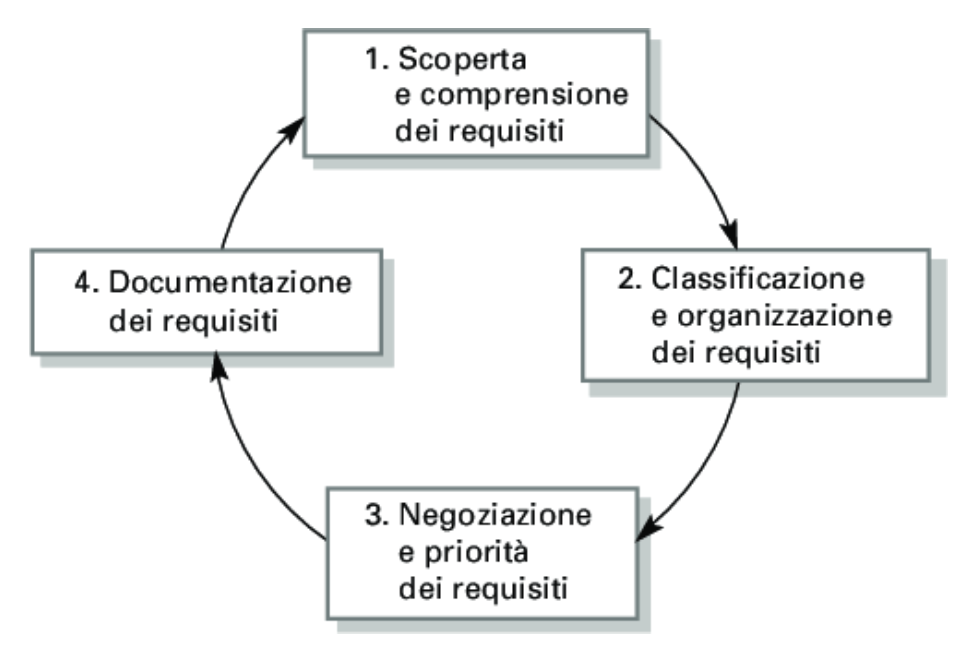 1. Scoperta
e comprensione
dei requisiti
2. Classificazione
e organizzazione
dei requisiti
3. Negoziazione
e priorità
dei requisiti
4. Documentazione
dei requisiti